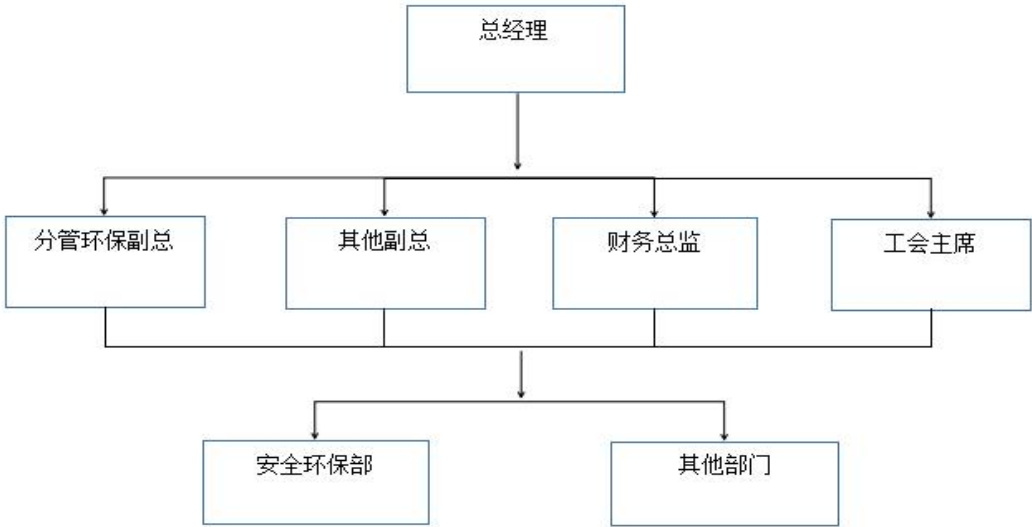 总经理
分管环保副总
其他副总
财务总监
工会主席
安全环保部
其他部门